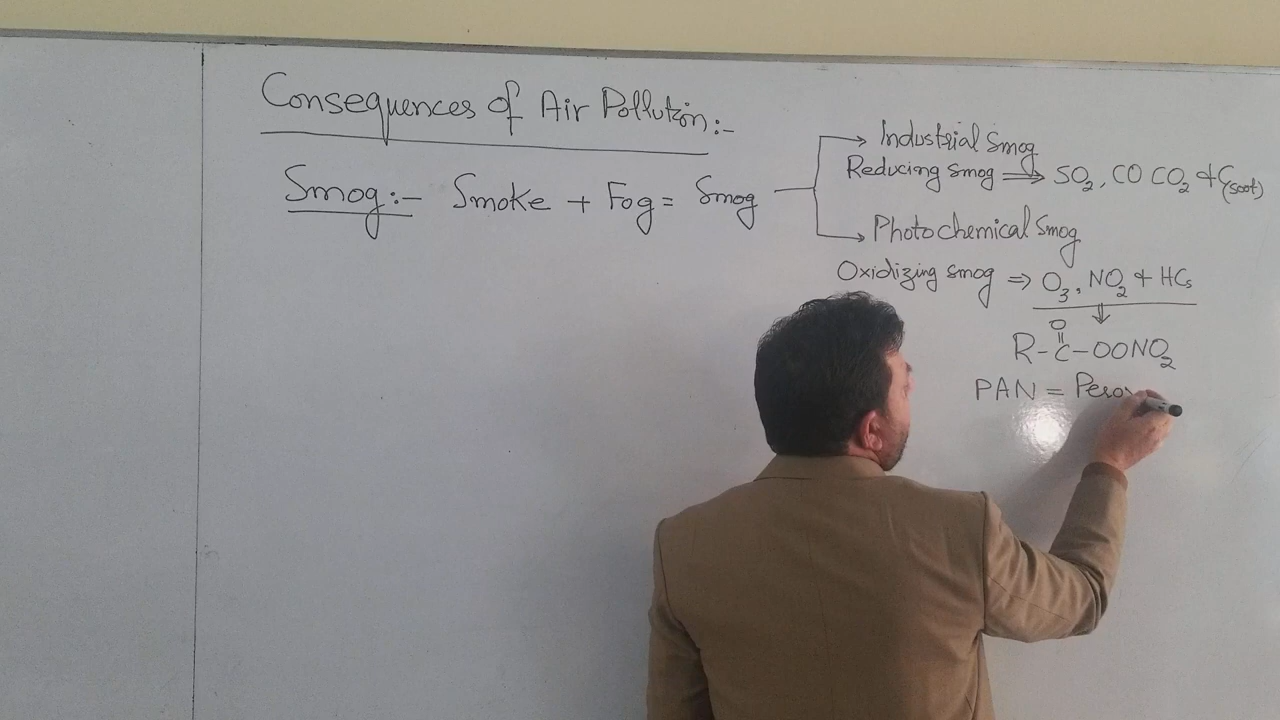 Consequences of Air Pollution:-
Smog:- Smoke + Fog = Smog
Industrial Smog
Reducing Smog ⇒ SO2, CO CO2 & C(soot)
Photochemical Smog
Oxidizing smog ⇒ O3, NO2 + HCs
O
R-C-OONO2
PAN = Perox